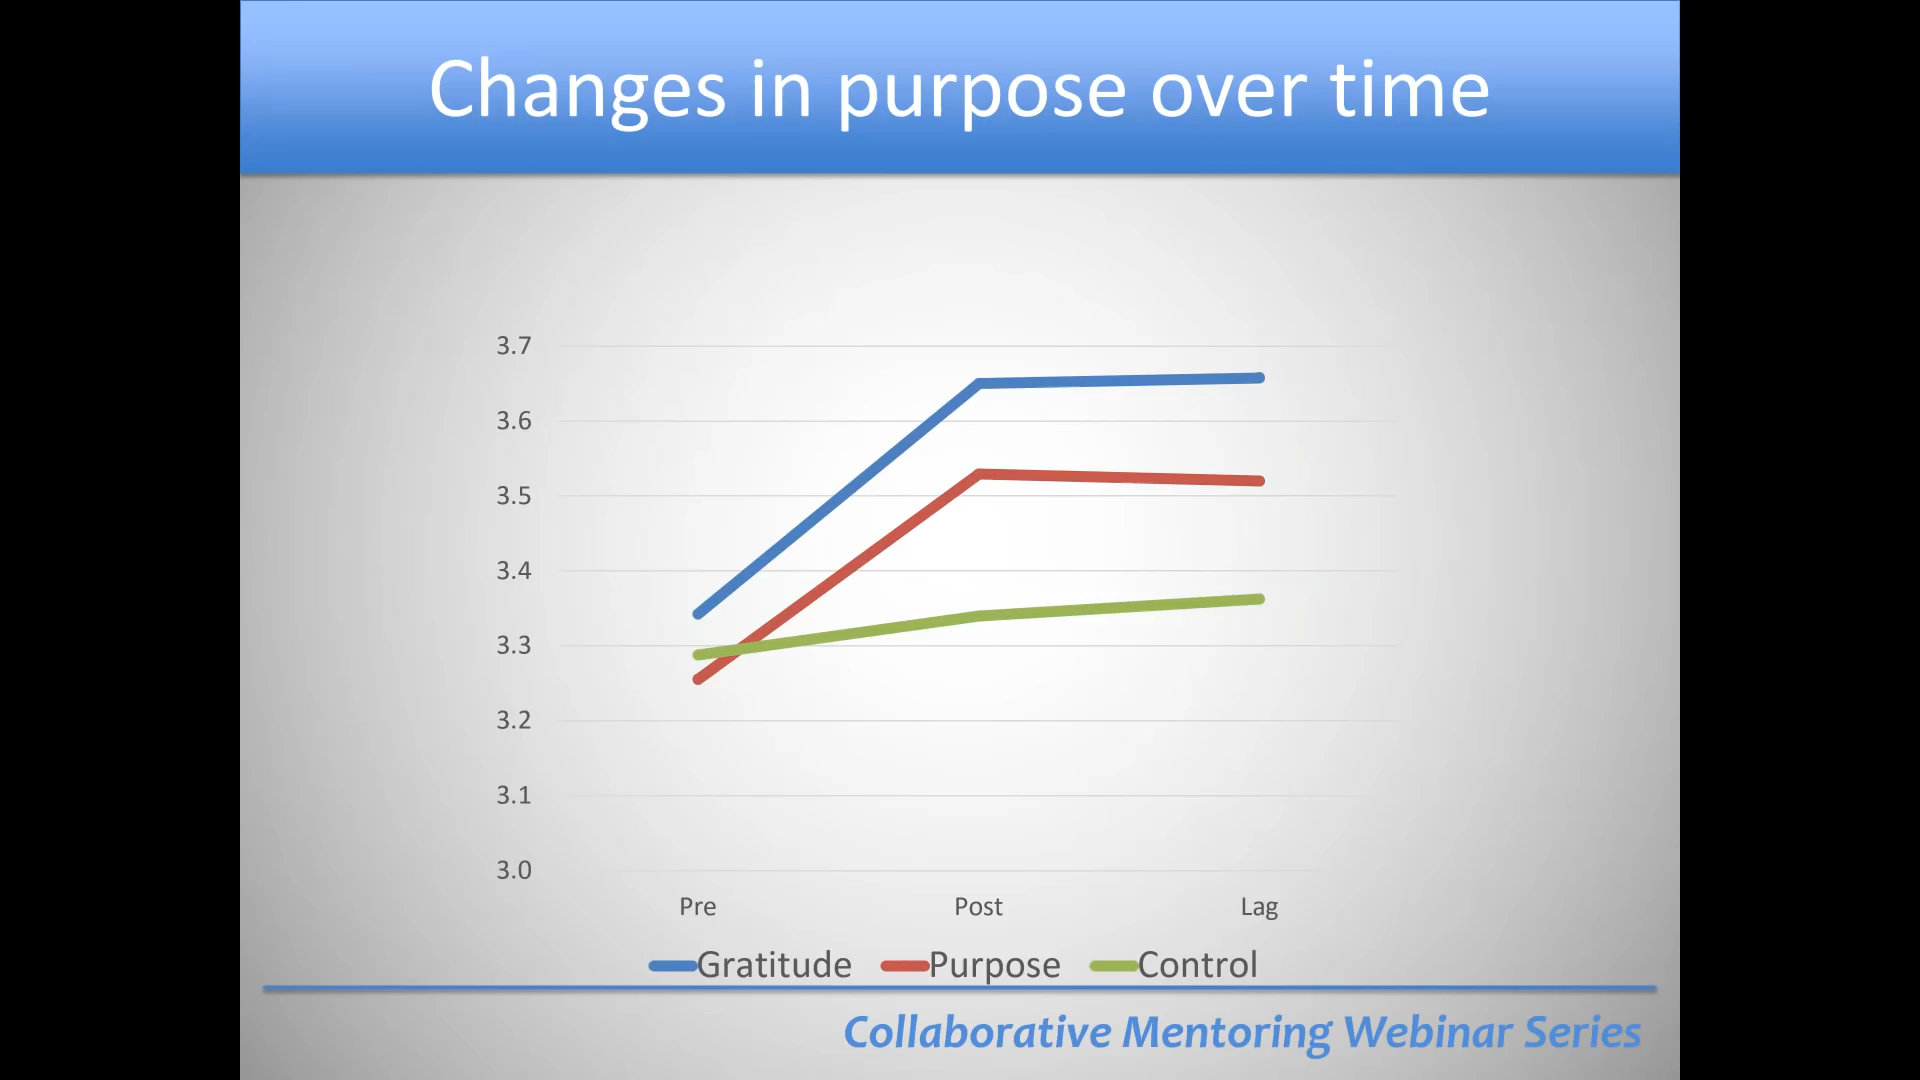 Changes in purpose over time
3.7
3.6
3.5
3.4
3.3
3.2
3.1
3.0
Pre Post Lag
Gratitude Purpose Control
Collaborative Mentoring Webinar Series